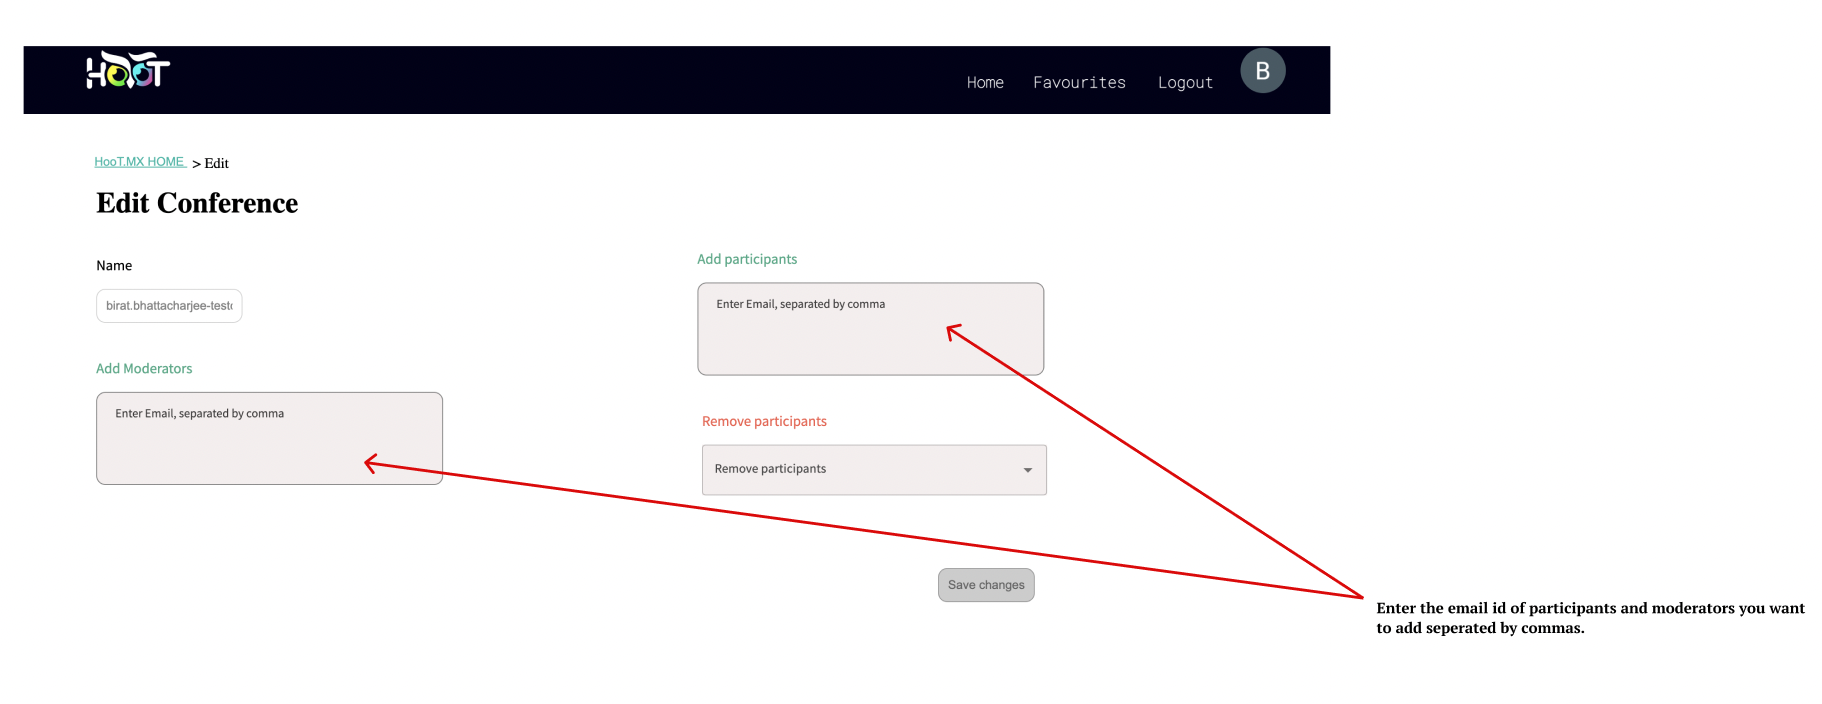 HOOT
Home Favourites Logout B
HooT.MX HOME > Edit
Edit Conference
Name
birat.bhattacharjee-test
Add Moderators
Enter Email, separated by comma
Add participants
Enter Email, separated by comma
Remove participants
Remove participants
Save changes
Enter the email id of participants and moderators you want
to add seperated by commas.